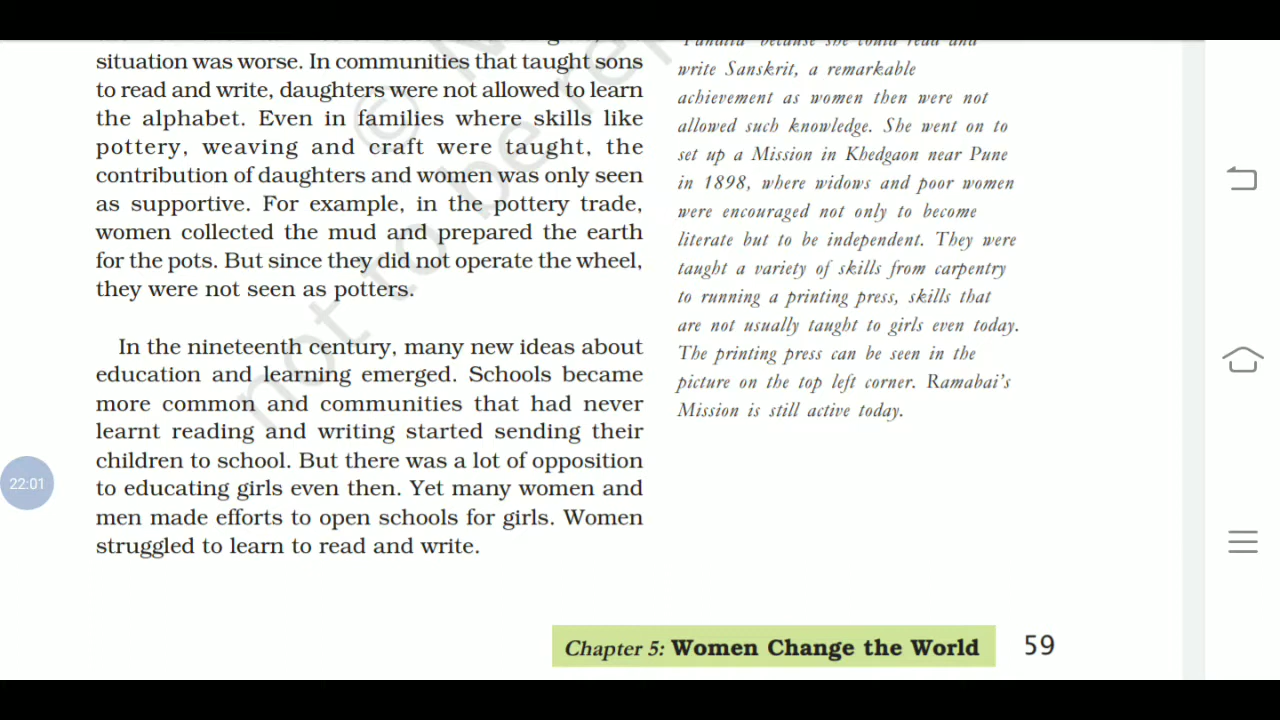 situation was worse. In communities that taught sons
to read and write, daughters were not allowed to learn
the alphabet. Even in families where skills like
pottery, weaving and craft were taught, the
contribution of daughters and women was only seen
as supportive. For example, in the pottery trade,
women collected the mud and prepared the earth
for the pots. But since they did not operate the wheel,
they were not seen as potters.
In the nineteenth century, many new ideas about
education and learning emerged. Schools became
more common and communities that had never
learnt reading and writing started sending their
children to school. But there was a lot of opposition
to educating girls even then. Yet many women and
men made efforts to open schools for girls. Women
struggled to learn to read and write.
'Pandita' because she could read and
write Sanskrit, a remarkable
achievement as women then were not
allowed such knowledge. She went on to
set up a Mission in Khedgaon near Pune
in 1898, where widows and poor women
were encouraged not only to become
literate but to be independent. They were
taught a variety of skills from carpentry
to running a printing press, skills that
are not usually taught to girls even today.
The printing press can be seen in the
picture on the top left corner. Ramabai's
Mission is still active today.
22:01
Chapter 5: Women Change the World 59
© N
not to be re